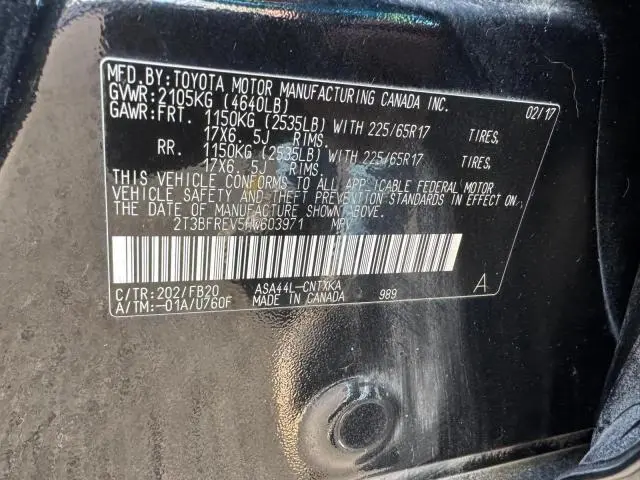 MFD.BY:TOYOTA MOTOR MANUFACTURING CANADA INC.
GVWR:2105KG (4640LB) 02/17
GAWR:FRT. 1150KG (2535LB) WITH 225/65R17 TIRES,
17X6. 5J RIMS.
RR. 1150KG (2535LB) WITH 225/65R17 TIRES,
17X6. 5J RIMS.
THIS VEHICLE CONFORMS TO ALL APPLICABLE FEDERAL MOTOR
VEHICLE SAFETY AND THEFT PREVENTION STANDARDS IN EFFECT ON
THE DATE OF MANUFACTURE SHOWN ABOVE.
2T3BFREV5HW603971 MPV
C/TR:202/FB20 ASA44L-CNTXKA A
A/TM:-01A/U760F MADE IN CANADA 989